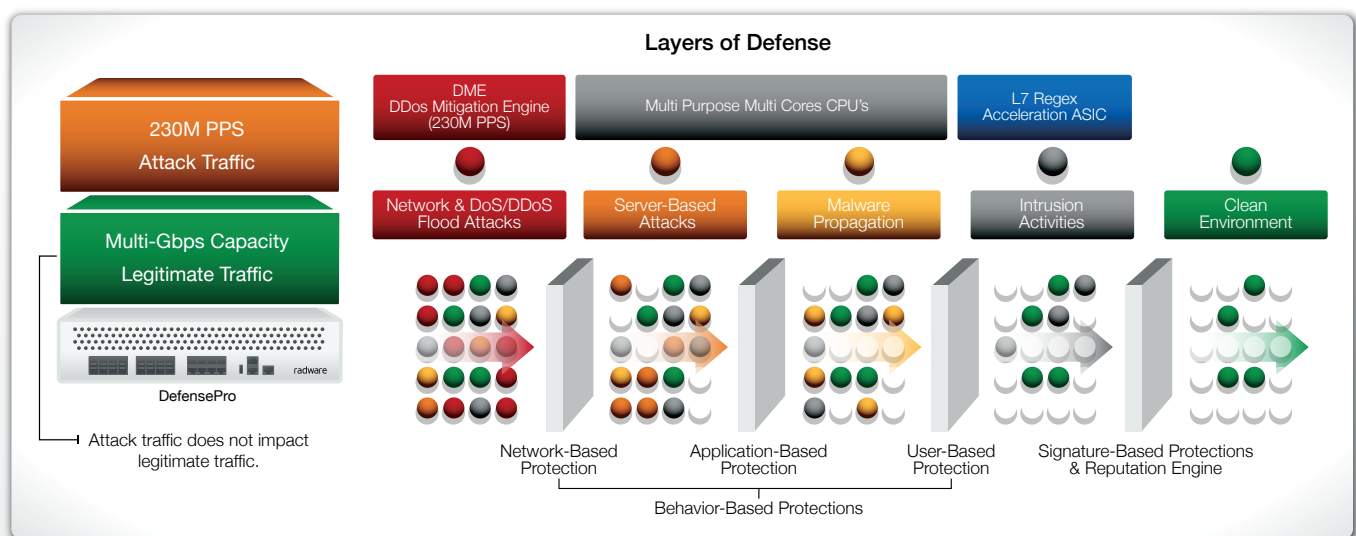 Layers of Defense
230M PPS
Attack Traffic
Multi-Gbps Capacity
Legitimate Traffic
radware
DefensePro
Attack traffic does not impact
legitimate traffic.
DME
DDos Mitigation Engine
(230M PPS)
Multi Purpose Multi Cores CPU's
L7 Regex
Acceleration ASIC
Network & DoS/DDoS
Flood Attacks
Server-Based
Attacks
Malware
Propagation
Intrusion
Activities
Clean
Environment
Network-Based
Protection
Application-Based
Protection
User-Based
Protection
Signature-Based Protections
& Reputation Engine
Behavior-Based Protections